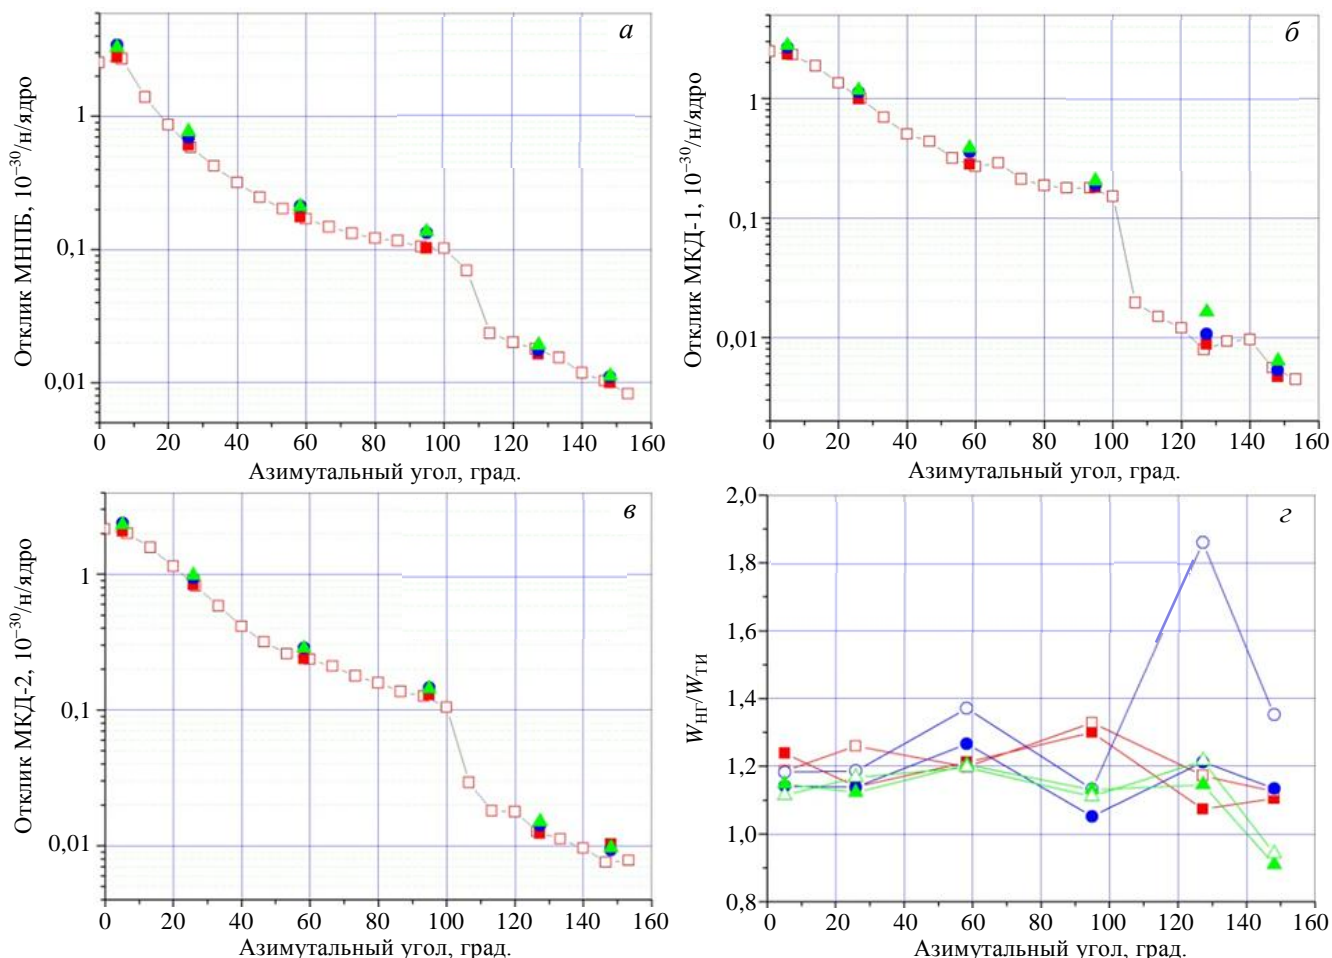 а
Отклик МНПБ, 10⁻³⁰/н/ядро
1
0,1
0,01
0 20 40 60 80 100 120 140 160
Азимутальный угол, град.
б
Отклик МКД-1, 10⁻³⁰/н/ядро
1
0,1
0,01
0 20 40 60 80 100 120 140 160
Азимутальный угол, град.
в
Отклик МКД-2, 10⁻³⁰/н/ядро
1
0,1
0,01
0 20 40 60 80 100 120 140 160
Азимутальный угол, град.
г
W_НГ/W_ТИ
2,0
1,8
1,6
1,4
1,2
1,0
0,8
0 20 40 60 80 100 120 140 160
Азимутальный угол, град.